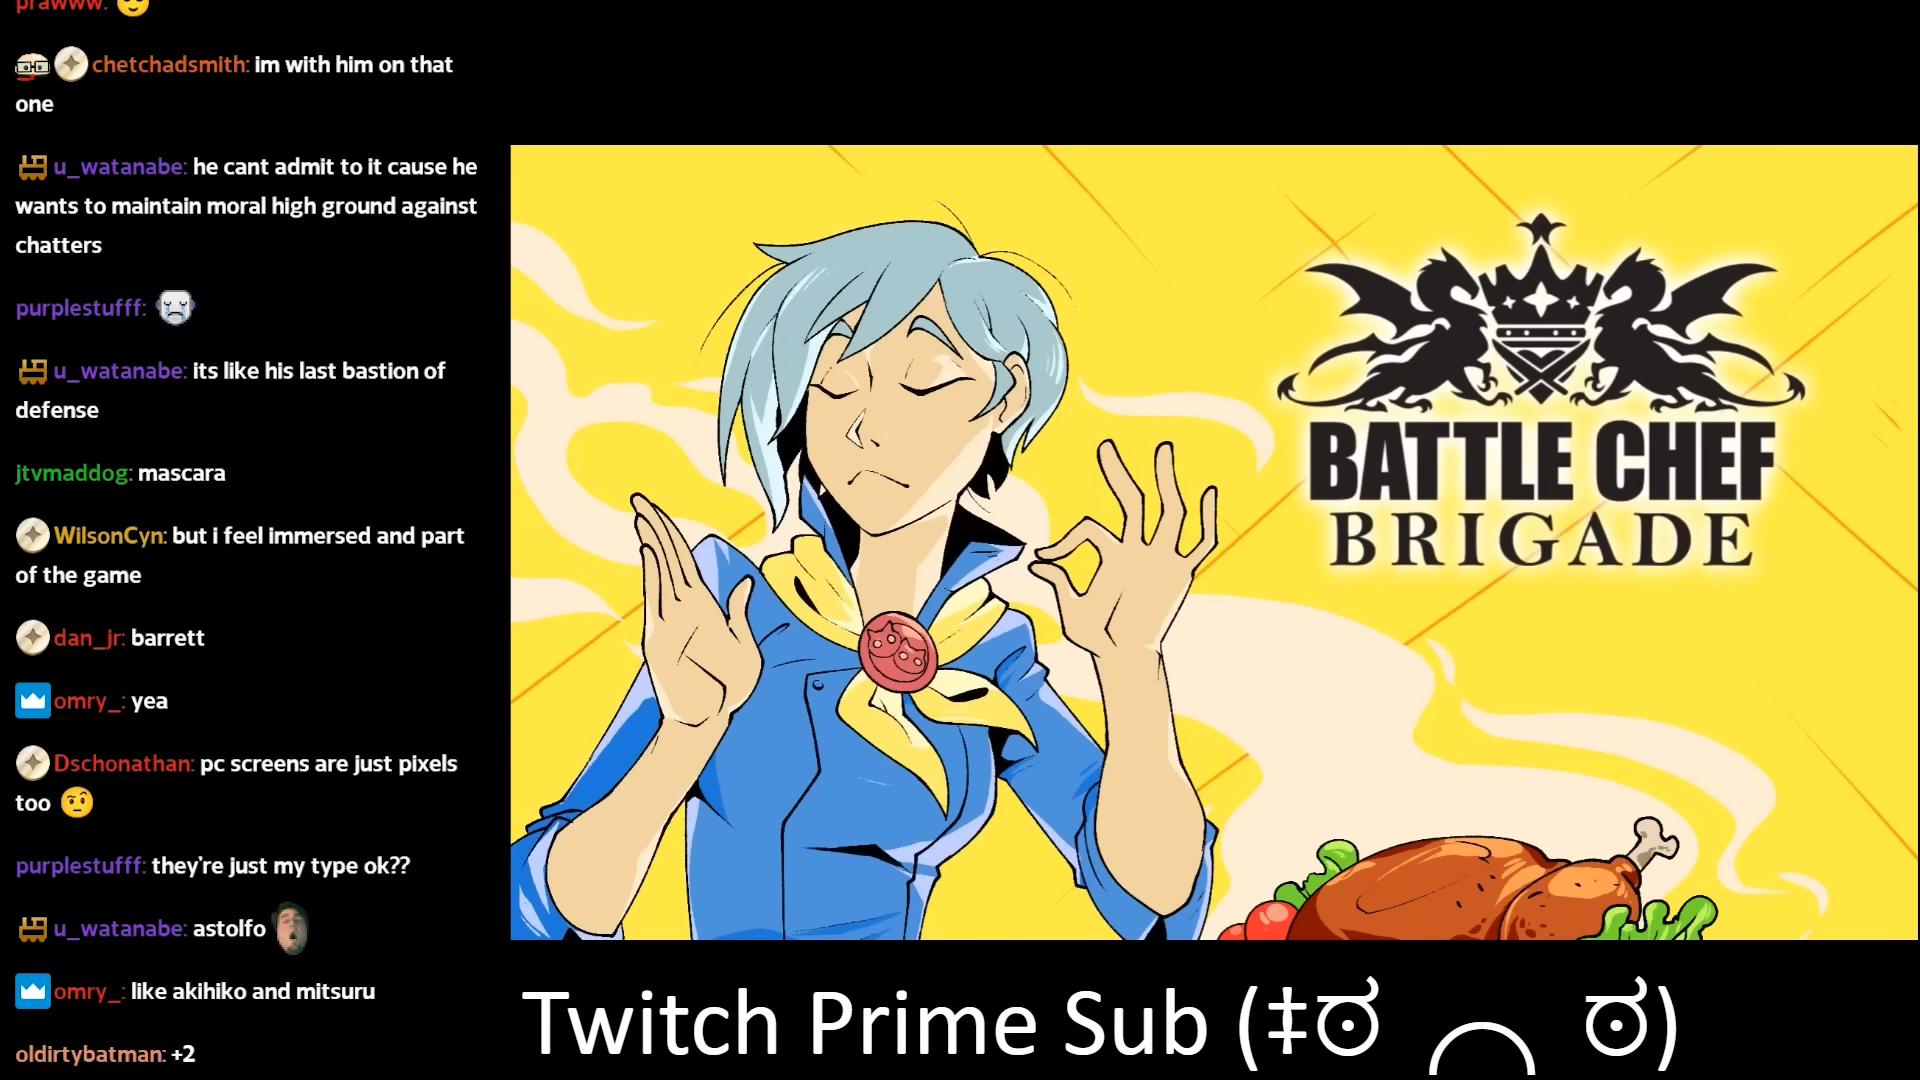 prawww:
chetchadsmith: im with him on that
one
u_watanabe: he cant admit to it cause he
wants to maintain moral high ground against
chatters
purplestufff:
u_watanabe: its like his last bastion of
defense
jtvmaddog: mascara
WilsonCyn: but i feel immersed and part
of the game
dan_jr: barrett
omry_: yea
Dschonathan: pc screens are just pixels
too 🤨
purplestufff: they're just my type ok??
u_watanabe: astolfo
omry_: like akihiko and mitsuru
oldirtybatman: +2
BATTLE CHEF
BRIGADE
Twitch Prime Sub (‡ಠ ╭╮ ಠ)